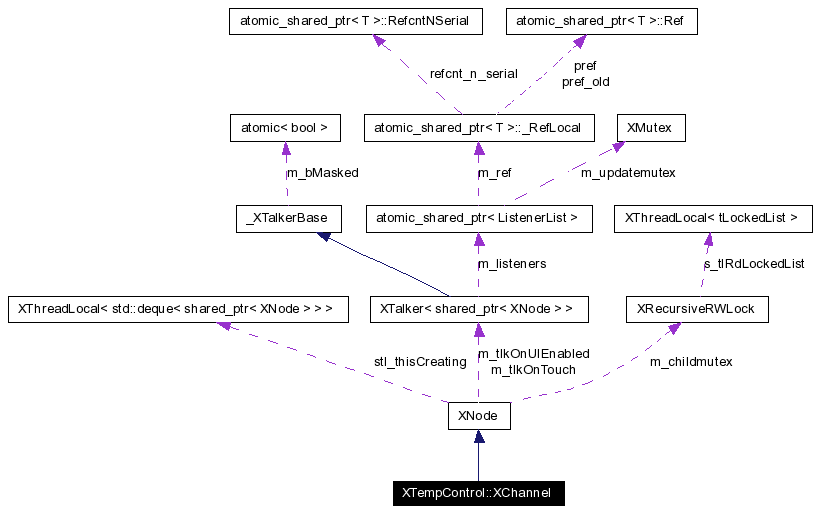 atomic_shared_ptr< T >::RefcntNSerial
atomic_shared_ptr< T >::Ref
refcnt_n_serial
pref
pref_old
atomic< bool >
atomic_shared_ptr< T >::_RefLocal
XMutex
m_bMasked
m_ref
m_updatemutex
_XTalkerBase
atomic_shared_ptr< ListenerList >
XThreadLocal< tLockedList >
m_listeners
s_tlRdLockedList
XThreadLocal< std::deque< shared_ptr< XNode > > >
XTalker< shared_ptr< XNode > >
XRecursiveRWLock
stl_thisCreating
m_tlkOnUIEnabled
m_tlkOnTouch
m_childmutex
XNode
XTempControl::XChannel